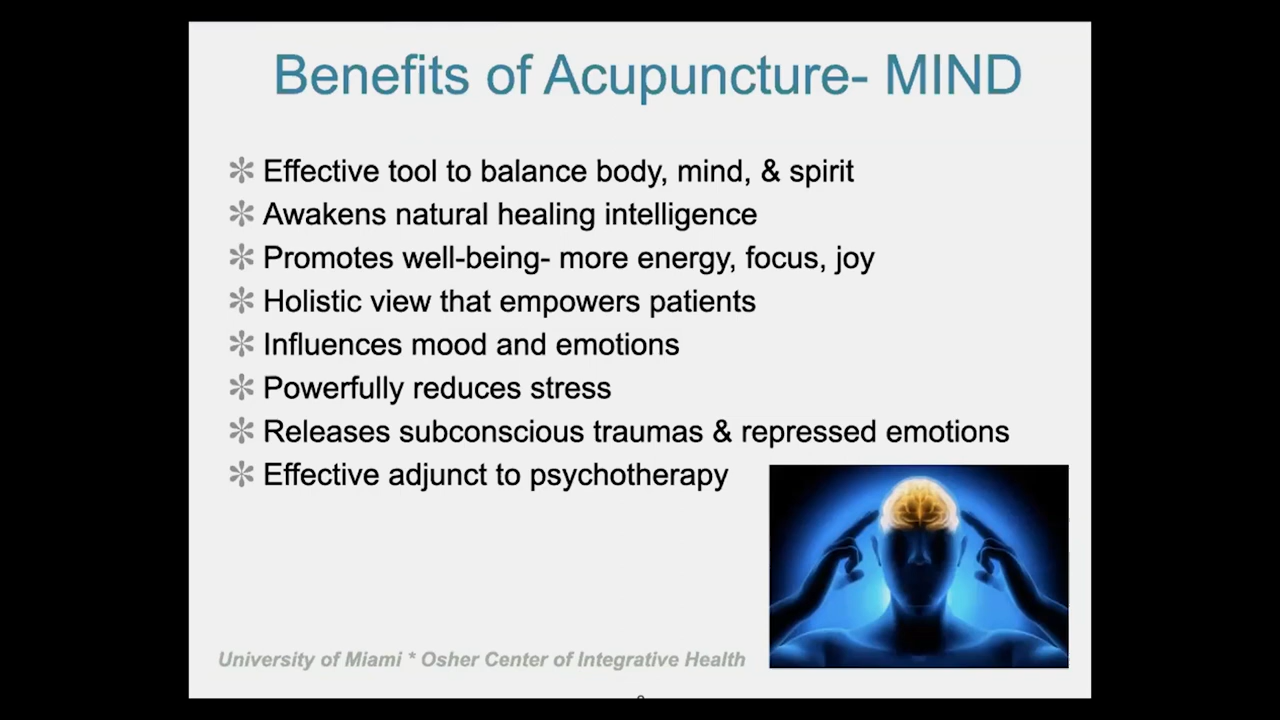 Benefits of Acupuncture- MIND
✽ Effective tool to balance body, mind, & spirit
✽ Awakens natural healing intelligence
✽ Promotes well-being- more energy, focus, joy
✽ Holistic view that empowers patients
✽ Influences mood and emotions
✽ Powerfully reduces stress
✽ Releases subconscious traumas & repressed emotions
✽ Effective adjunct to psychotherapy
University of Miami * Osher Center of Integrative Health